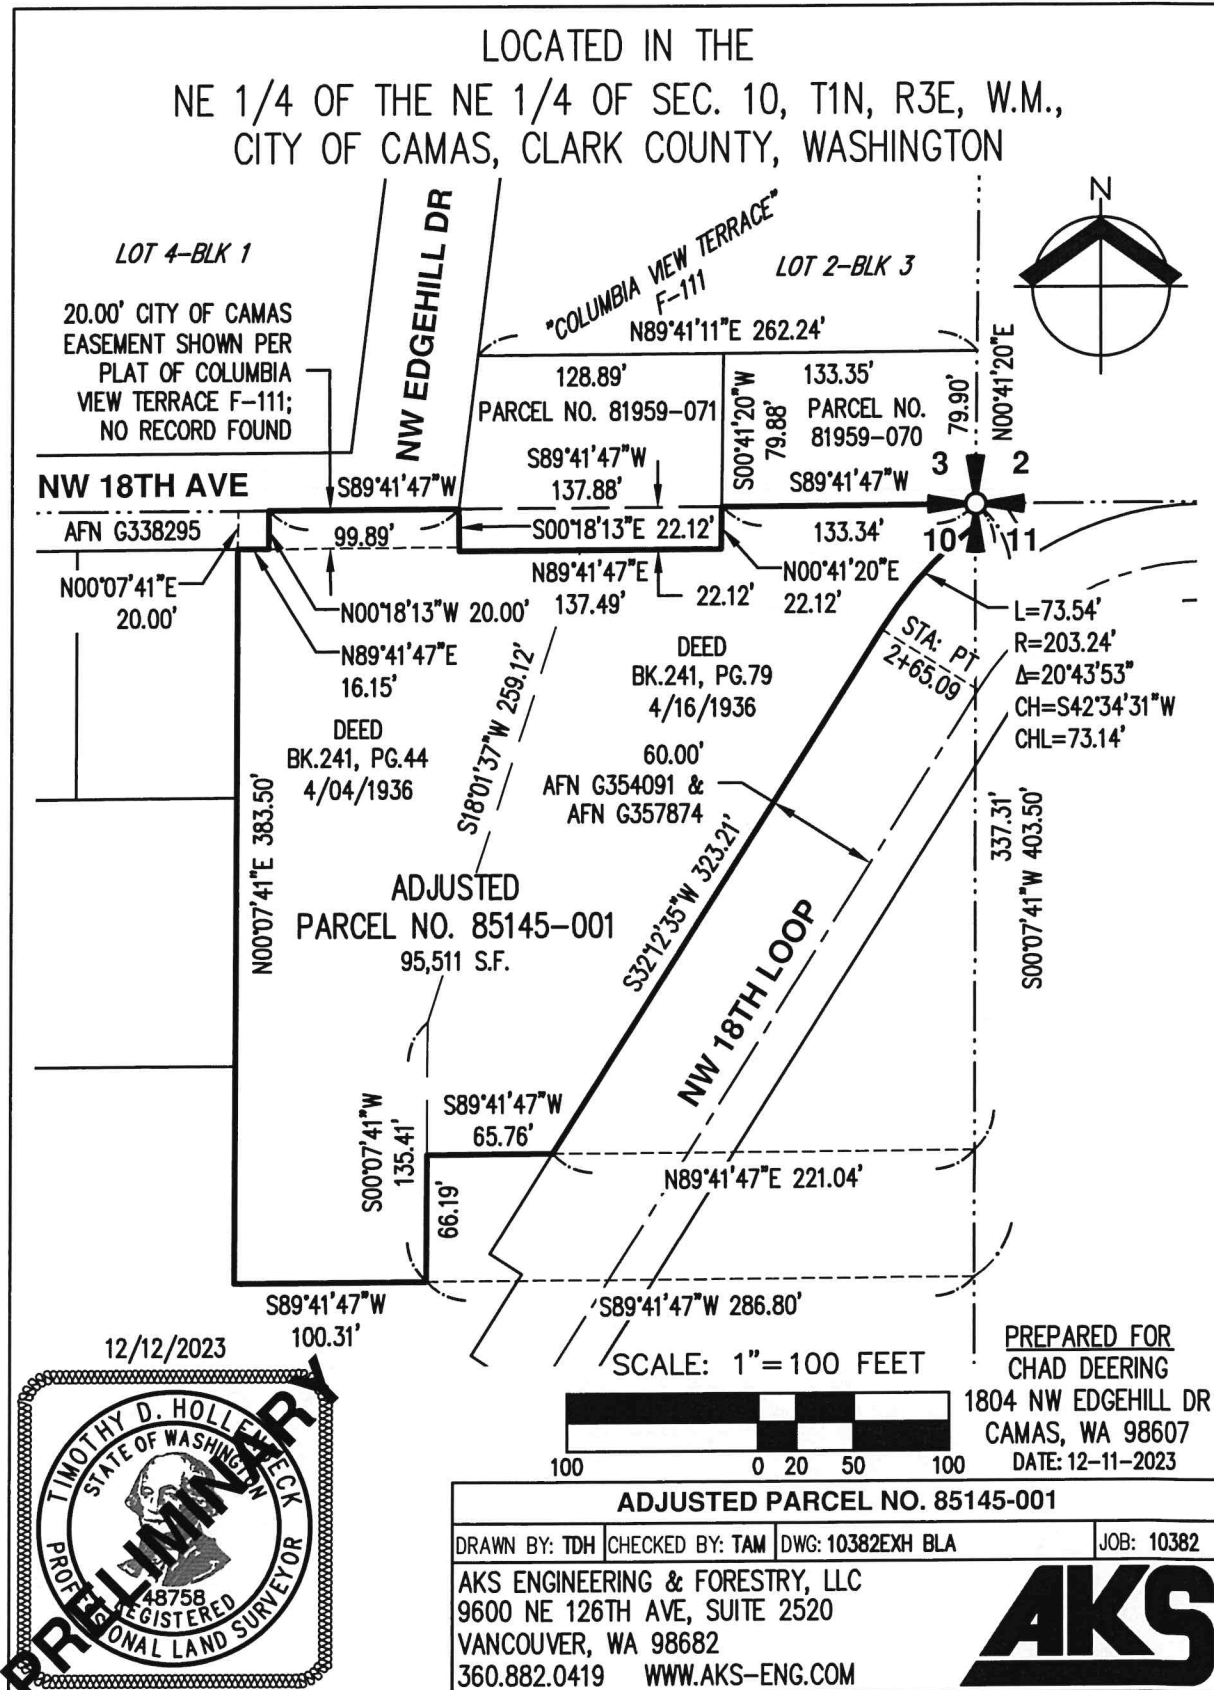 LOCATED IN THE
NE 1/4 OF THE NE 1/4 OF SEC. 10, T1N, R3E, W.M.,
CITY OF CAMAS, CLARK COUNTY, WASHINGTON
N
LOT 4-BLK 1
NW EDGEHILL DR
"COLUMBIA VIEW TERRACE"
F-111
LOT 2-BLK 3
20.00' CITY OF CAMAS
EASEMENT SHOWN PER
PLAT OF COLUMBIA
VIEW TERRACE F-111;
NO RECORD FOUND
N89°41'11"E 262.24'
128.89'
PARCEL NO. 81959-071
S00°41'20"W
79.88'
133.35'
PARCEL NO.
81959-070
79.90'
N00°41'20"E
NW 18TH AVE
AFN G338295
S89°41'47"W
99.89'
S89°41'47"W
137.88'
S89°41'47"W
133.34'
3 2
10 11
S00°18'13"E 22.12'
N89°41'47"E
137.49'
22.12'
N00°41'20"E
22.12'
N00°07'41"E
20.00'
N00°18'13"W 20.00'
N89°41'47"E
16.15'
L=73.54'
R=203.24'
Δ=20°43'53"
CH=S42°34'31"W
CHL=73.14'
STA: PT
2+65.09
DEED
BK.241, PG.79
4/16/1936
DEED
BK.241, PG.44
4/04/1936
S18°01'37"W 259.12'
60.00'
AFN G354091 &
AFN G357874
N00°07'41"E 383.50'
S32°12'35"W 323.21'
337.31'
S00°07'41"W 403.50'
ADJUSTED
PARCEL NO. 85145-001
95,511 S.F.
NW 18TH LOOP
S00°07'41"W
135.41'
S89°41'47"W
65.76'
66.19'
N89°41'47"E 221.04'
S89°41'47"W
100.31'
S89°41'47"W 286.80'
12/12/2023
TIMOTHY D. HOLLENBECK
STATE OF WASHINGTON
48758
REGISTERED
PROFESSIONAL LAND SURVEYOR
PRELIMINARY
SCALE: 1"=100 FEET
100 0 20 50 100
PREPARED FOR
CHAD DEERING
1804 NW EDGEHILL DR
CAMAS, WA 98607
DATE: 12-11-2023
ADJUSTED PARCEL NO. 85145-001
DRAWN BY: TDH CHECKED BY: TAM DWG: 10382EXH BLA JOB: 10382
AKS ENGINEERING & FORESTRY, LLC
9600 NE 126TH AVE, SUITE 2520
VANCOUVER, WA 98682
360.882.0419 WWW.AKS-ENG.COM
AKS